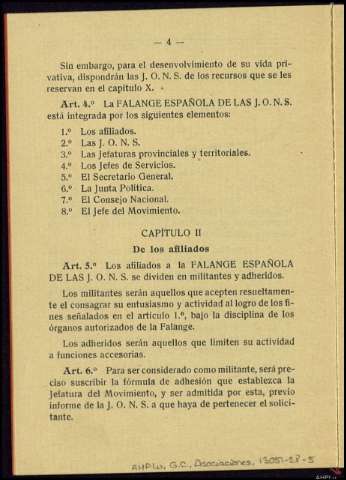 — 4 —
Sin embargo, para el desenvolvimiento de su vida pri-
vativa, dispondrán las J. O. N. S. de los recursos que se les
reservan en el capítulo X.
Art. 4.º La FALANGE ESPAÑOLA DE LAS J. O. N. S.
está integrada por los siguientes elementos:
1.º Los afiliados.
2.º Las J. O. N. S.
3.º Las Jefaturas provinciales y territoriales.
4.º Los Jefes de Servicios.
5.º El Secretario General.
6.º La Junta Política.
7.º El Consejo Nacional.
8.º El Jefe del Movimiento.
CAPÍTULO II
De los afiliados
Art. 5.º Los afiliados a la FALANGE ESPAÑOLA
DE LAS J. O. N. S. se dividen en militantes y adheridos.
Los militantes serán aquellos que acepten resueltamen-
te el consagrar su entusiasmo y actividad al logro de los fi-
nes señalados en el artículo 1.º, bajo la disciplina de los
órganos autorizados de la Falange.
Los adheridos serán aquellos que limiten su actividad
a funciones accesorias.
Art. 6.º Para ser considerado como militante, será pre-
ciso suscribir la fórmula de adhesión que establezca la
Jefatura del Movimiento, y ser admitida por esta, previo
informe de la J. O. N. S. a que haya de pertenecer el solici-
tante.
AHPLu, G.C., Asociaciones, 13051-28-5